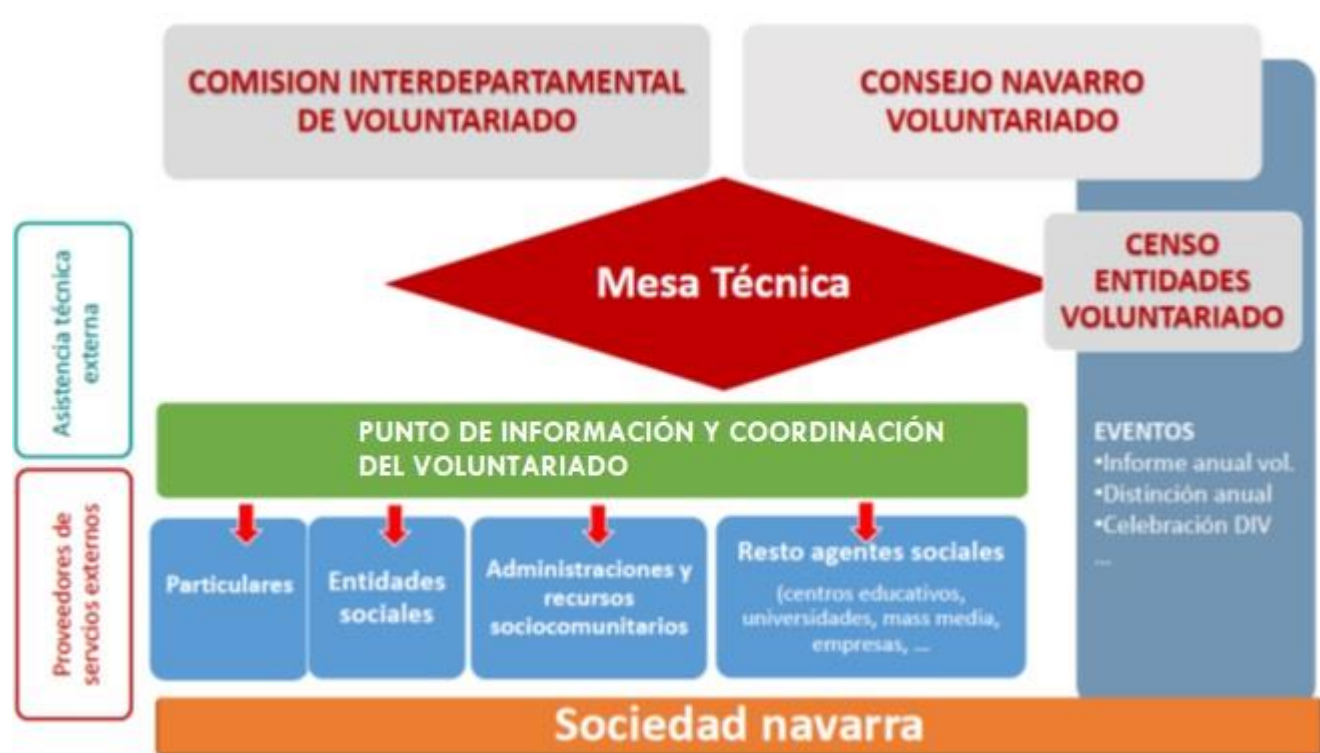 COMISION INTERDEPARTAMENTAL
DE VOLUNTARIADO
CONSEJO NAVARRO
VOLUNTARIADO
Mesa Técnica
CENSO
ENTIDADES
VOLUNTARIADO
Asistencia técnica
externa
PUNTO DE INFORMACIÓN Y COORDINACIÓN
DEL VOLUNTARIADO
EVENTOS
•Informe anual vol.
•Distinción anual
•Celebración DIV
...
Proveedores de
servicios externos
Particulares
Entidades
sociales
Administraciones y
recursos
sociocomunitarios
Resto agentes sociales
(centros educativos,
universidades, mass media,
empresas, ...
Sociedad navarra